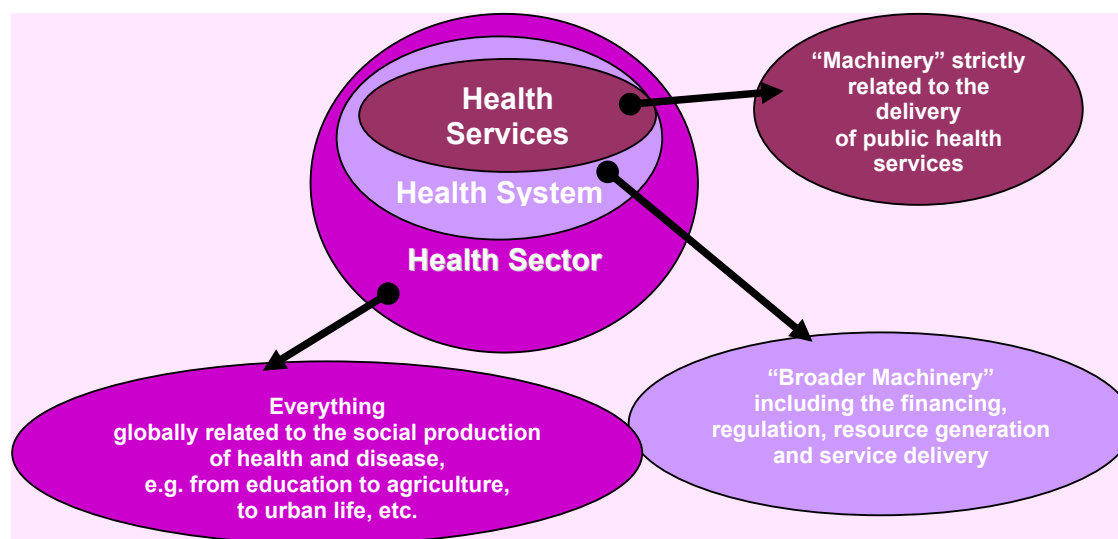 Health
Services
Health System
Health Sector
“Machinery” strictly
related to the
delivery
of public health
services
“Broader Machinery”
including the financing,
regulation, resource generation
and service delivery
Everything
globally related to the social production
of health and disease,
e.g. from education to agriculture,
to urban life, etc.